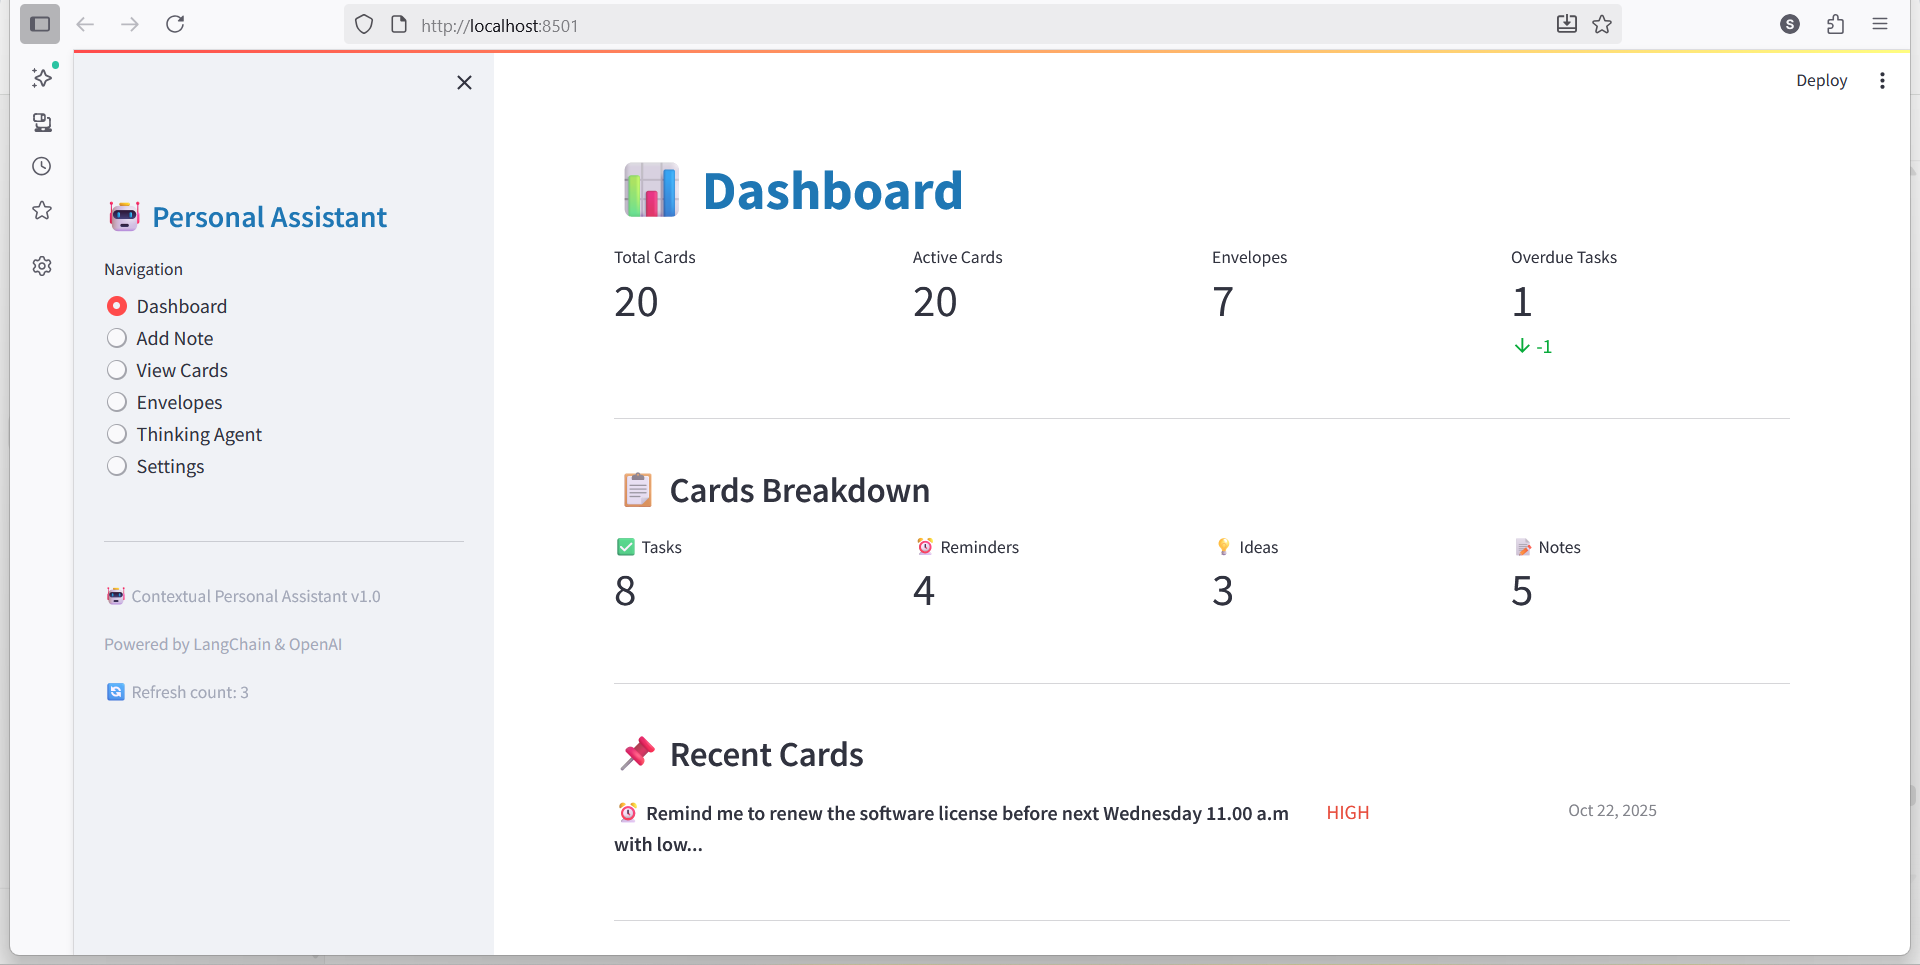 http://localhost:8501
S
Deploy
Personal Assistant
Navigation
Dashboard
Add Note
View Cards
Envelopes
Thinking Agent
Settings
Contextual Personal Assistant v1.0
Powered by LangChain & OpenAI
Refresh count: 3
Dashboard
Total Cards
20
Active Cards
20
Envelopes
7
Overdue Tasks
1
-1
Cards Breakdown
Tasks
8
Reminders
4
Ideas
3
Notes
5
Recent Cards
Remind me to renew the software license before next Wednesday 11.00 a.m
with low...
HIGH
Oct 22, 2025